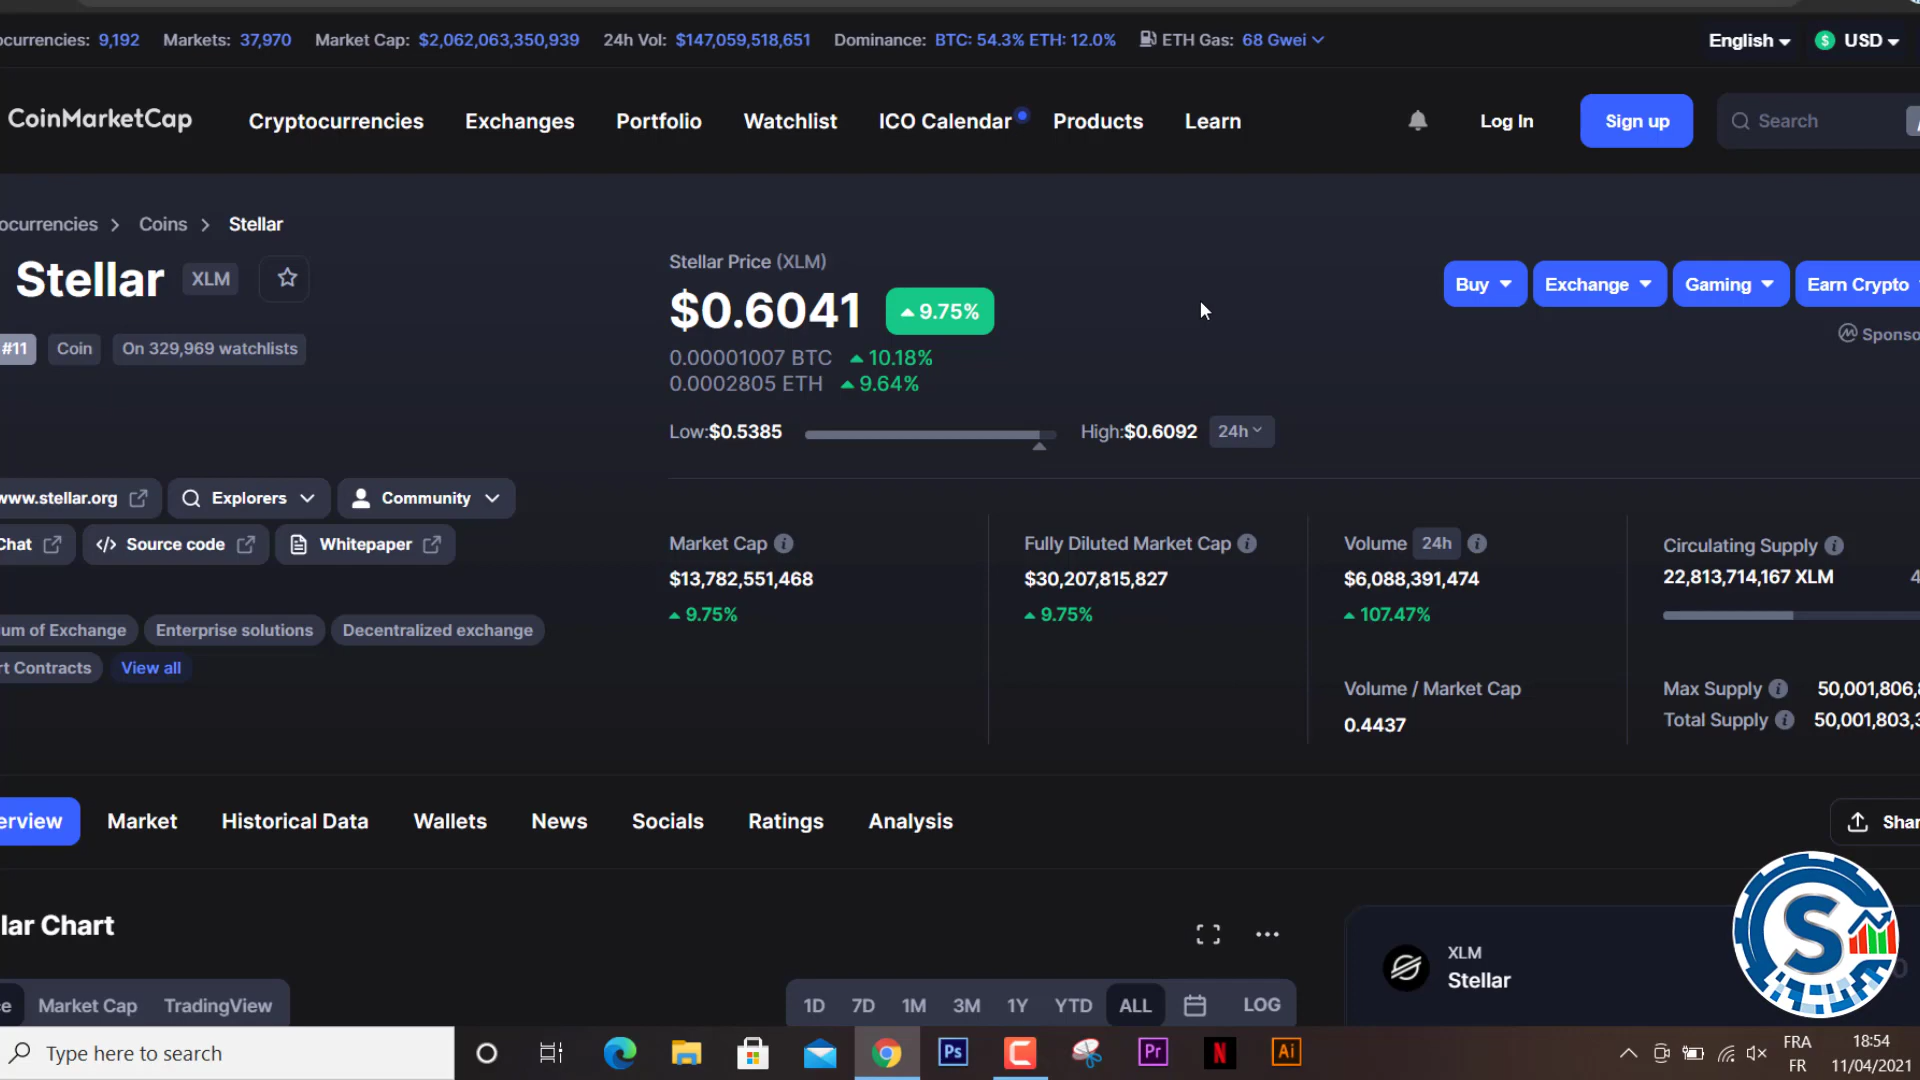 ocurrencies: 9,192 Markets: 37,970 Market Cap: $2,062,063,350,939 24h Vol: $147,059,518,651 Dominance: BTC: 54.3% ETH: 12.0% ETH Gas: 68 Gwei English $ USD
CoinMarketCap Cryptocurrencies Exchanges Portfolio Watchlist ICO Calendar Products Learn Log In Sign up Search
ocurrencies > Coins > Stellar
Stellar XLM
#11 Coin On 329,969 watchlists
Stellar Price (XLM)
$0.6041 9.75%
0.00001007 BTC 10.18%
0.0002805 ETH 9.64%
Low:$0.5385 High:$0.6092 24h
Buy Exchange Gaming Earn Crypto
Sponso
www.stellar.org Explorers Community
Chat </> Source code Whitepaper
um of Exchange Enterprise solutions Decentralized exchange
rt Contracts View all
Market Cap i
$13,782,551,468
9.75%
Fully Diluted Market Cap i
$30,207,815,827
9.75%
Volume 24h i
$6,088,391,474
107.47%
Volume / Market Cap
0.4437
Circulating Supply i
22,813,714,167 XLM 4
Max Supply i 50,001,806,8
Total Supply i 50,001,803,3
erview Market Historical Data Wallets News Socials Ratings Analysis Shar
lar Chart
ce Market Cap TradingView 1D 7D 1M 3M 1Y YTD ALL LOG
XLM
Stellar
S
Type here to search
Ps Pr N Ai
FRA
FR
18:54
11/04/2021